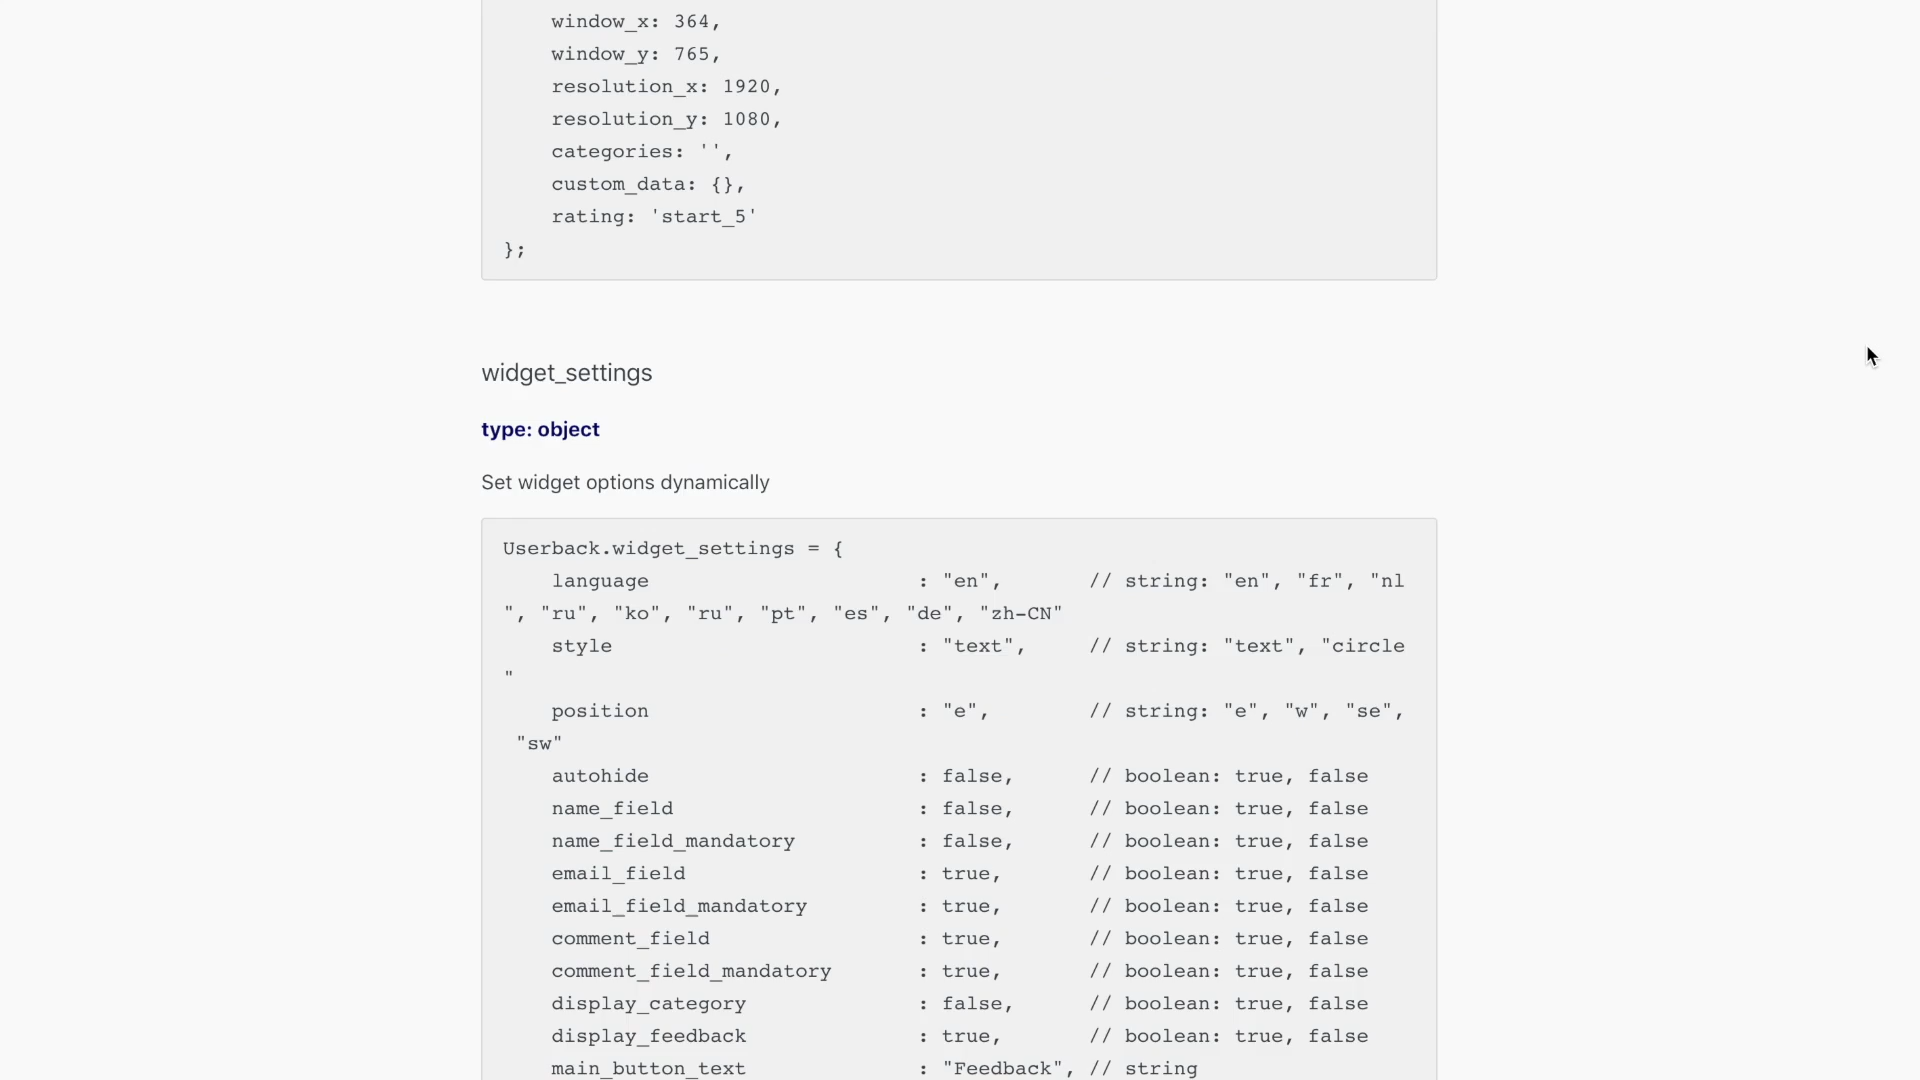 window_x: 364,
window_y: 765,
resolution_x: 1920,
resolution_y: 1080,
categories: '',
custom_data: {},
rating: 'start_5'
};
widget_settings
type: object
Set widget options dynamically
Userback.widget_settings = {
language : "en", // string: "en", "fr", "nl
", "ru", "ko", "ru", "pt", "es", "de", "zh-CN"
style : "text", // string: "text", "circle
"
position : "e", // string: "e", "w", "se",
"sw"
autohide : false, // boolean: true, false
name_field : false, // boolean: true, false
name_field_mandatory : false, // boolean: true, false
email_field : true, // boolean: true, false
email_field_mandatory : true, // boolean: true, false
comment_field : true, // boolean: true, false
comment_field_mandatory : true, // boolean: true, false
display_category : false, // boolean: true, false
display_feedback : true, // boolean: true, false
main_button_text : "Feedback", // string